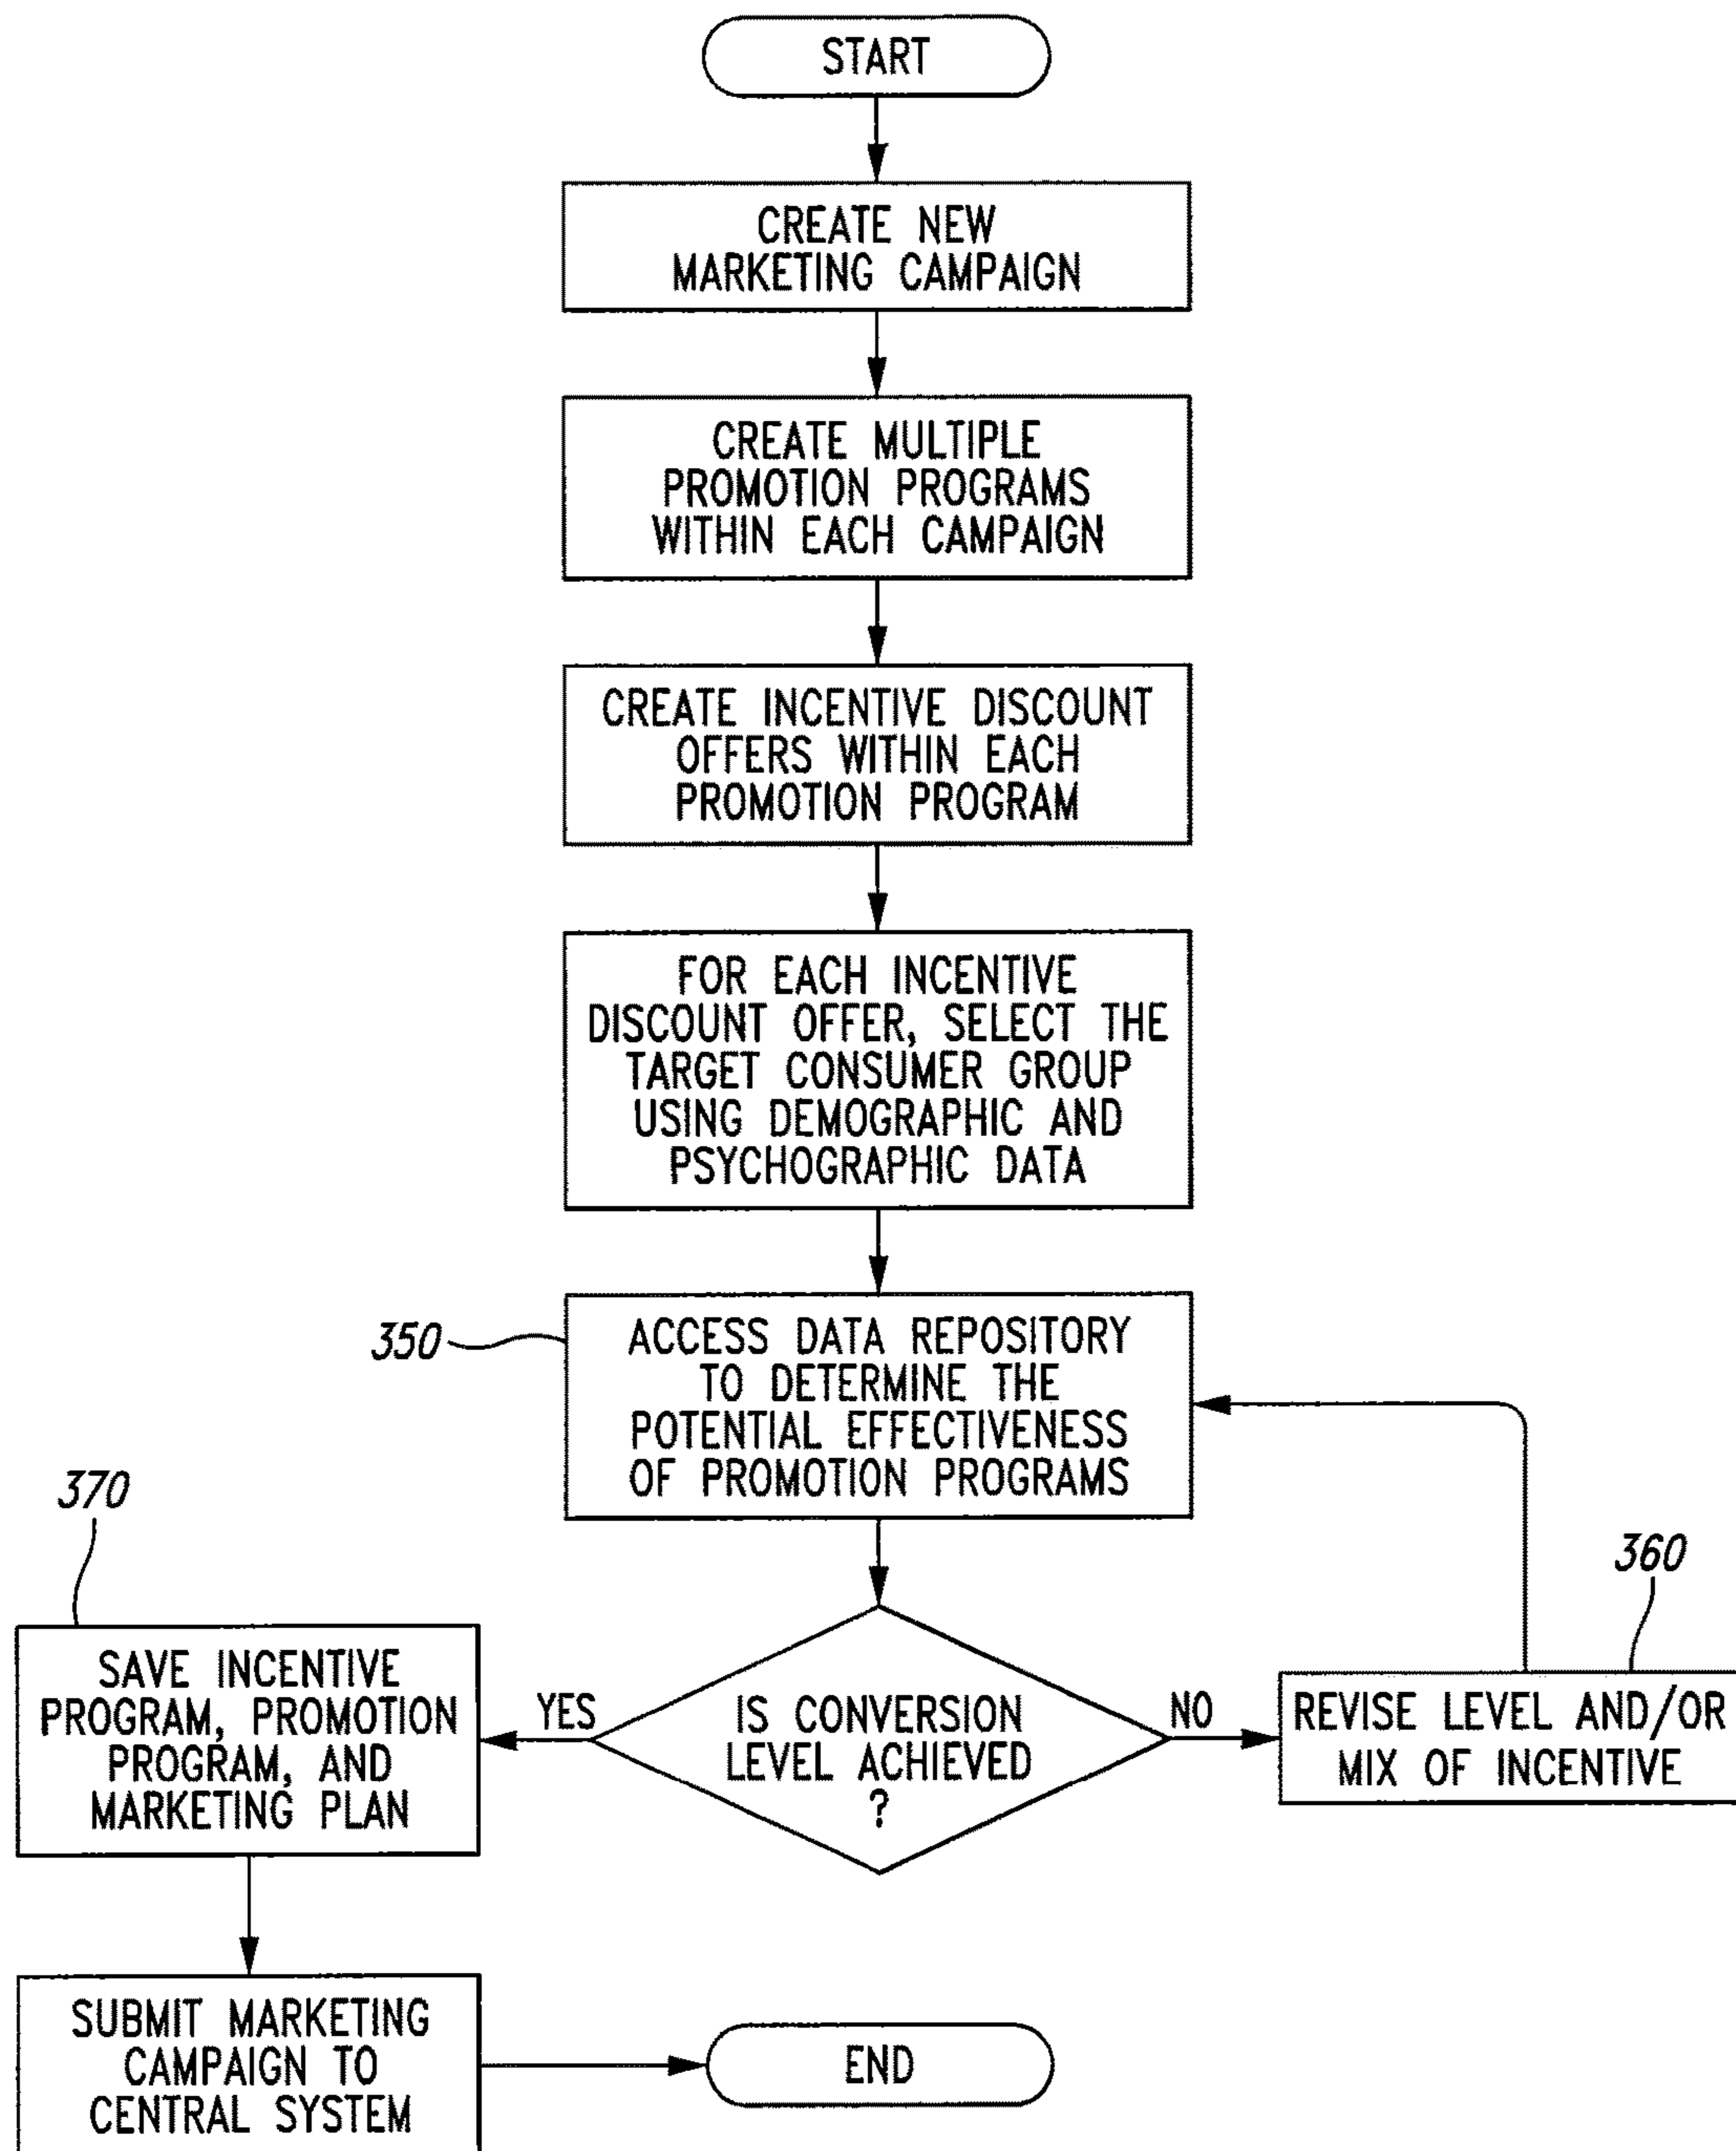 START
CREATE NEW
MARKETING CAMPAIGN
CREATE MULTIPLE
PROMOTION PROGRAMS
WITHIN EACH CAMPAIGN
CREATE INCENTIVE DISCOUNT
OFFERS WITHIN EACH
PROMOTION PROGRAM
FOR EACH INCENTIVE
DISCOUNT OFFER, SELECT THE
TARGET CONSUMER GROUP
USING DEMOGRAPHIC AND
PSYCHOGRAPHIC DATA
350
ACCESS DATA REPOSITORY
TO DETERMINE THE
POTENTIAL EFFECTIVENESS
OF PROMOTION PROGRAMS
IS CONVERSION
LEVEL ACHIEVED
?
NO
360
REVISE LEVEL AND/OR
MIX OF INCENTIVE
YES
370
SAVE INCENTIVE
PROGRAM, PROMOTION
PROGRAM, AND
MARKETING PLAN
SUBMIT MARKETING
CAMPAIGN TO
CENTRAL SYSTEM
END